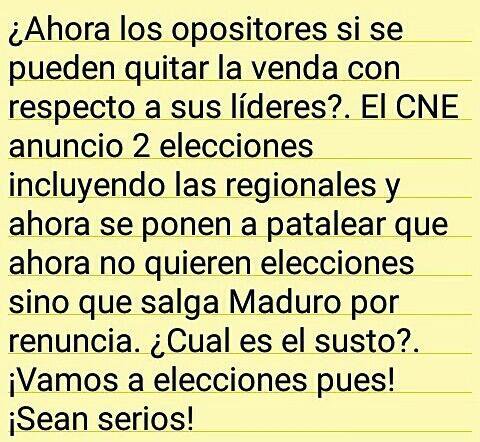 ¿Ahora los opositores si se
pueden quitar la venda con
respecto a sus líderes?. El CNE
anuncio 2 elecciones
incluyendo las regionales y
ahora se ponen a patalear que
ahora no quieren elecciones
sino que salga Maduro por
renuncia. ¿Cual es el susto?.
¡Vamos a elecciones pues!
¡Sean serios!